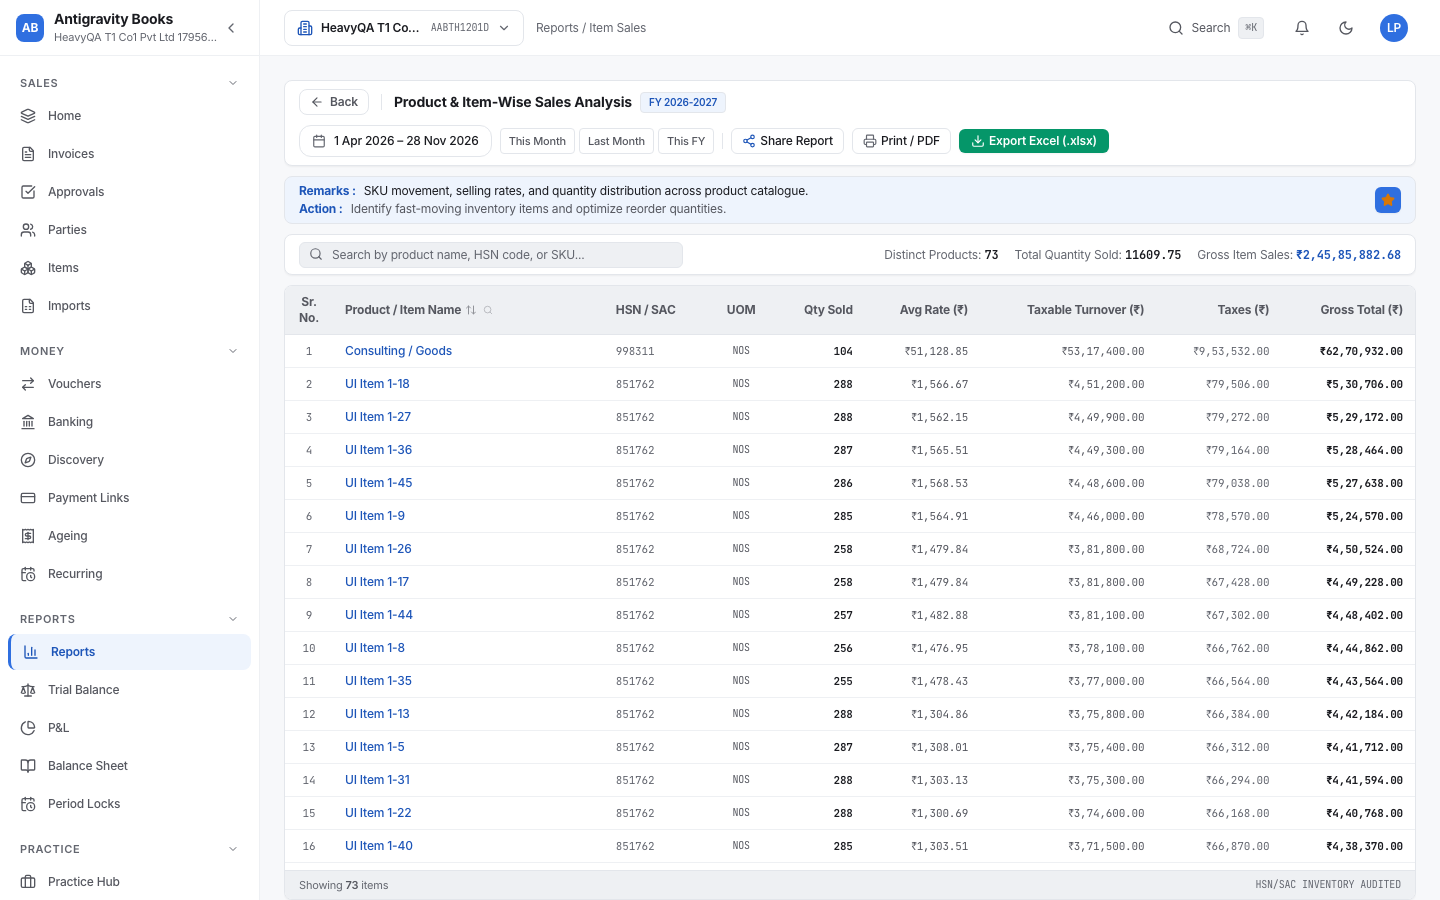 AB
Antigravity Books
HeavyQA T1 Co1 Pvt Ltd 17956...
HeavyQA T1 Co...
AABTH1201D
Reports / Item Sales
Search
⌘K
LP
SALES
Home
Invoices
Approvals
Parties
Items
Imports
MONEY
Vouchers
Banking
Discovery
Payment Links
Ageing
Recurring
REPORTS
Reports
Trial Balance
P&L
Balance Sheet
Period Locks
PRACTICE
Practice Hub
Back
Product & Item-Wise Sales Analysis
FY 2026-2027
1 Apr 2026 – 28 Nov 2026
This Month
Last Month
This FY
Share Report
Print / PDF
Export Excel (.xlsx)
Remarks : SKU movement, selling rates, and quantity distribution across product catalogue.
Action : Identify fast-moving inventory items and optimize reorder quantities.
Search by product name, HSN code, or SKU...
Distinct Products: 73 Total Quantity Sold: 11609.75 Gross Item Sales: ₹2,45,85,882.68
Sr. No. Product / Item Name HSN / SAC UOM Qty Sold Avg Rate (₹) Taxable Turnover (₹) Taxes (₹) Gross Total (₹)
1 Consulting / Goods 998311 NOS 104 ₹51,128.85 ₹53,17,400.00 ₹9,53,532.00 ₹62,70,932.00
2 UI Item 1-18 851762 NOS 288 ₹1,566.67 ₹4,51,200.00 ₹79,506.00 ₹5,30,706.00
3 UI Item 1-27 851762 NOS 288 ₹1,562.15 ₹4,49,900.00 ₹79,272.00 ₹5,29,172.00
4 UI Item 1-36 851762 NOS 287 ₹1,565.51 ₹4,49,300.00 ₹79,164.00 ₹5,28,464.00
5 UI Item 1-45 851762 NOS 286 ₹1,568.53 ₹4,48,600.00 ₹79,038.00 ₹5,27,638.00
6 UI Item 1-9 851762 NOS 285 ₹1,564.91 ₹4,46,000.00 ₹78,570.00 ₹5,24,570.00
7 UI Item 1-26 851762 NOS 258 ₹1,479.84 ₹3,81,800.00 ₹68,724.00 ₹4,50,524.00
8 UI Item 1-17 851762 NOS 258 ₹1,479.84 ₹3,81,800.00 ₹67,428.00 ₹4,49,228.00
9 UI Item 1-44 851762 NOS 257 ₹1,482.88 ₹3,81,100.00 ₹67,302.00 ₹4,48,402.00
10 UI Item 1-8 851762 NOS 256 ₹1,476.95 ₹3,78,100.00 ₹66,762.00 ₹4,44,862.00
11 UI Item 1-35 851762 NOS 255 ₹1,478.43 ₹3,77,000.00 ₹66,564.00 ₹4,43,564.00
12 UI Item 1-13 851762 NOS 288 ₹1,304.86 ₹3,75,800.00 ₹66,384.00 ₹4,42,184.00
13 UI Item 1-5 851762 NOS 287 ₹1,308.01 ₹3,75,400.00 ₹66,312.00 ₹4,41,712.00
14 UI Item 1-31 851762 NOS 288 ₹1,303.13 ₹3,75,300.00 ₹66,294.00 ₹4,41,594.00
15 UI Item 1-22 851762 NOS 288 ₹1,300.69 ₹3,74,600.00 ₹66,168.00 ₹4,40,768.00
16 UI Item 1-40 851762 NOS 285 ₹1,303.51 ₹3,71,500.00 ₹66,870.00 ₹4,38,370.00
Showing 73 items
HSN/SAC INVENTORY AUDITED